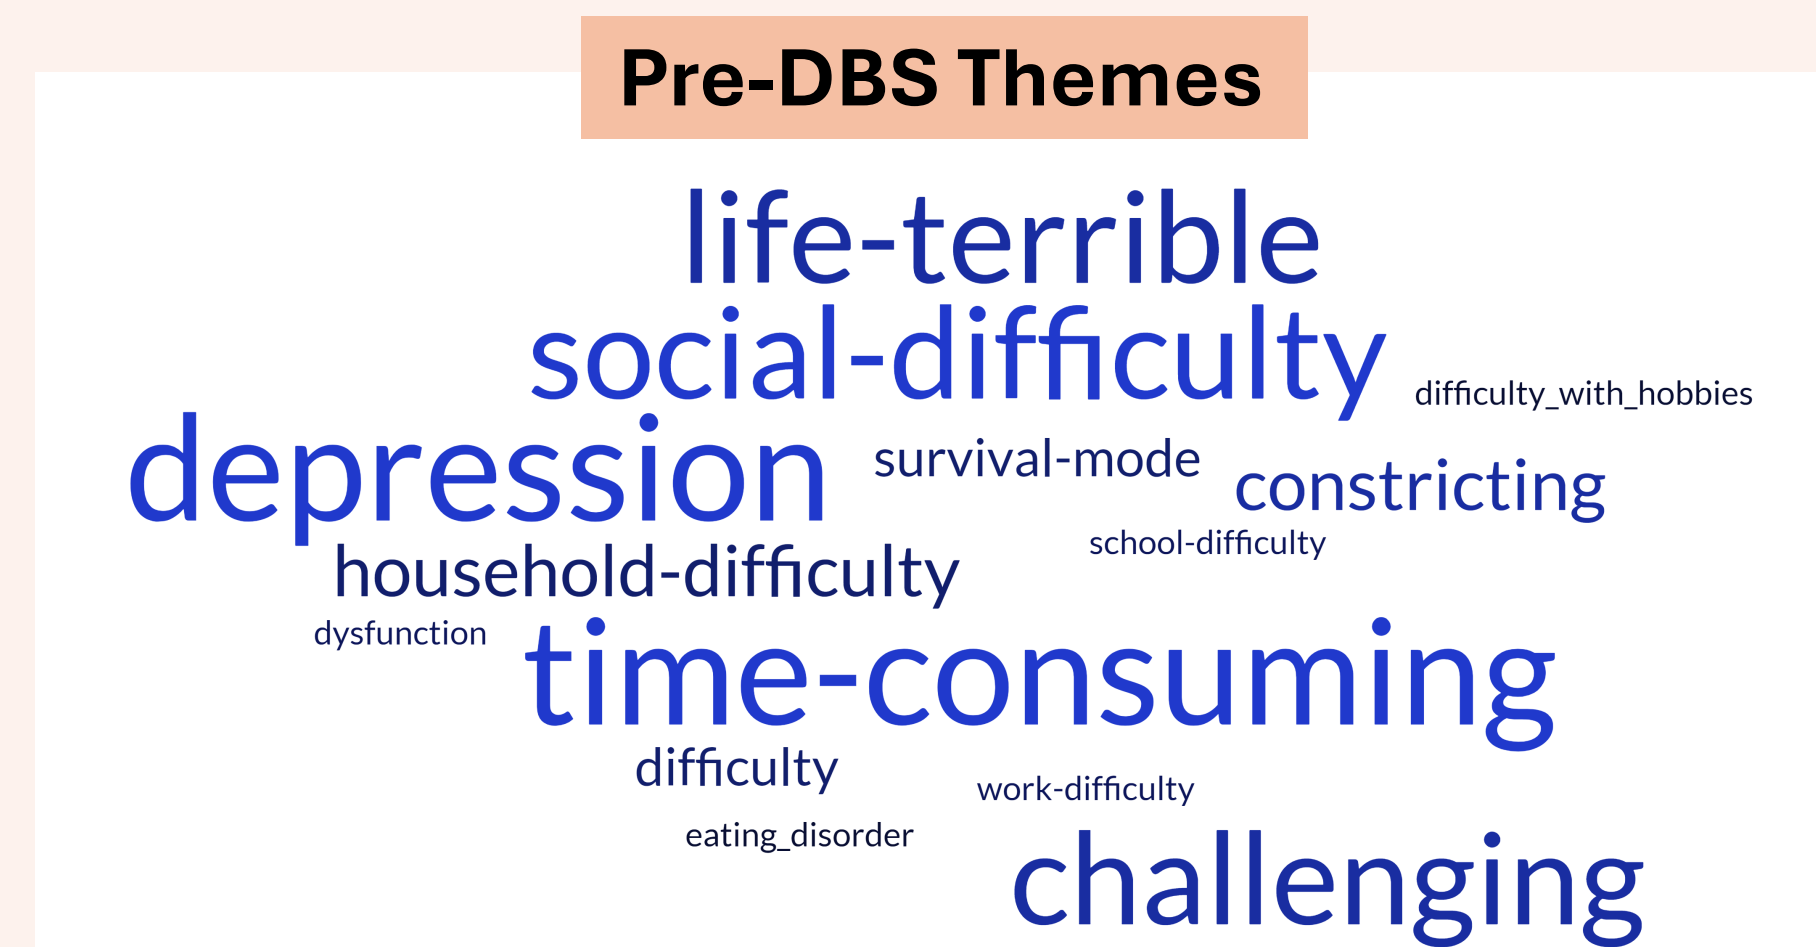 Pre-DBS Themes
life-terrible
social-difficulty
difficulty_with_hobbies
depression
survival-mode
constricting
school-difficulty
household-difficulty
dysfunction
time-consuming
difficulty
work-difficulty
eating_disorder
challenging